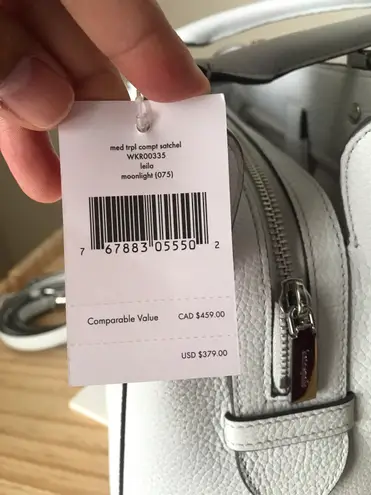 med trpl compt satchel
WKR00335
leila
moonlight (075)
7 67883 05550 2
Comparable Value CAD $459.00
USD $379.00